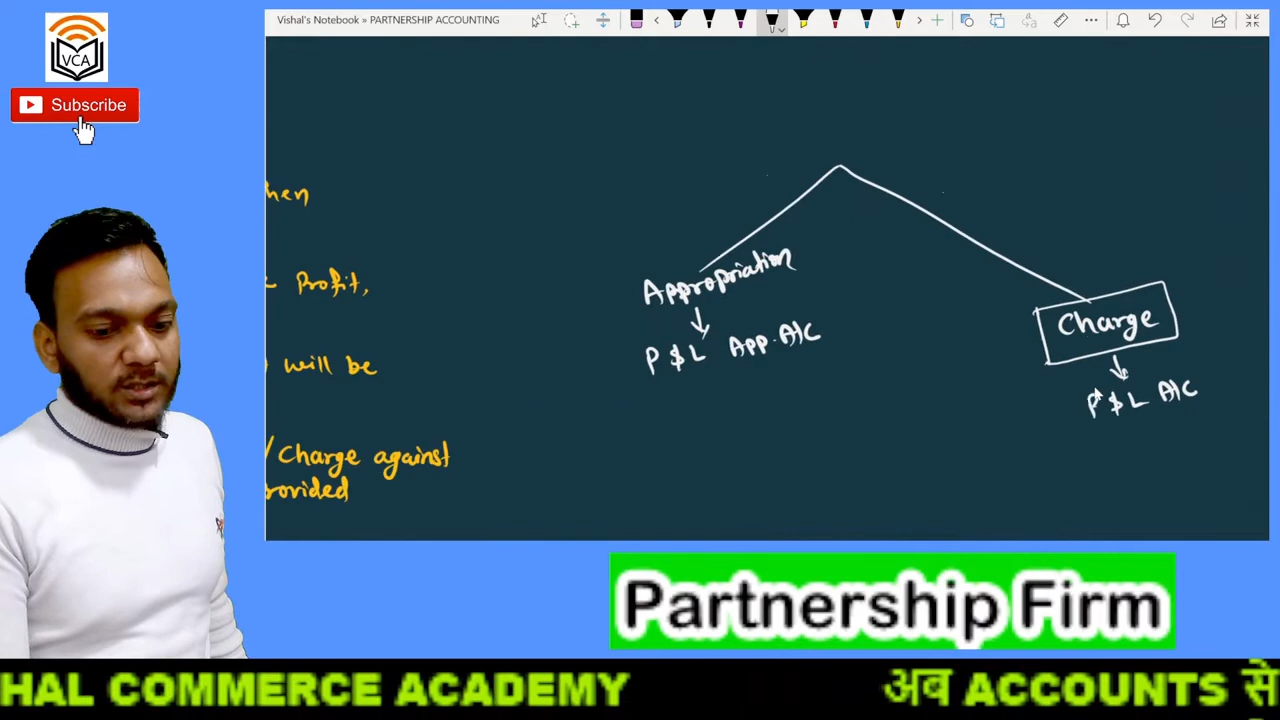 Vishal's Notebook » PARTNERSHIP ACCOUNTING
VCA
Subscribe
hen
Profit,
will be
/ Charge against
rovided
Appropriation
↓
P & L App. A/C
Charge
↓
P & L A/C
Partnership Firm
HAL COMMERCE ACADEMY
अब ACCOUNTS से